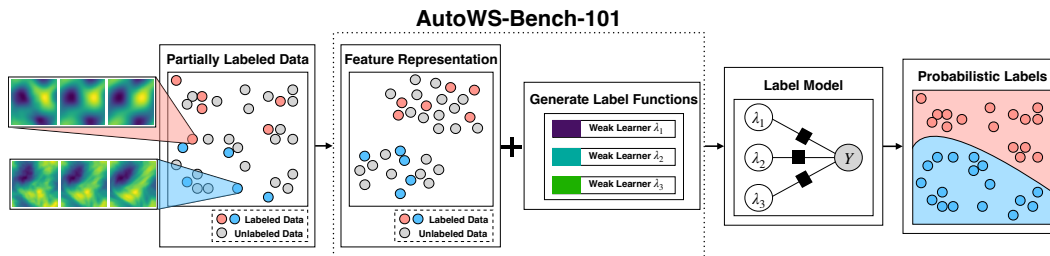 AutoWS-Bench-101
Partially Labeled Data
Labeled Data
Unlabeled Data
Feature Representation
Labeled Data
Unlabeled Data
+
Generate Label Functions
Weak Learner λ₁
Weak Learner λ₂
Weak Learner λ₃
Label Model
λ₁
λ₂
λ₃
Y
Probabilistic Labels